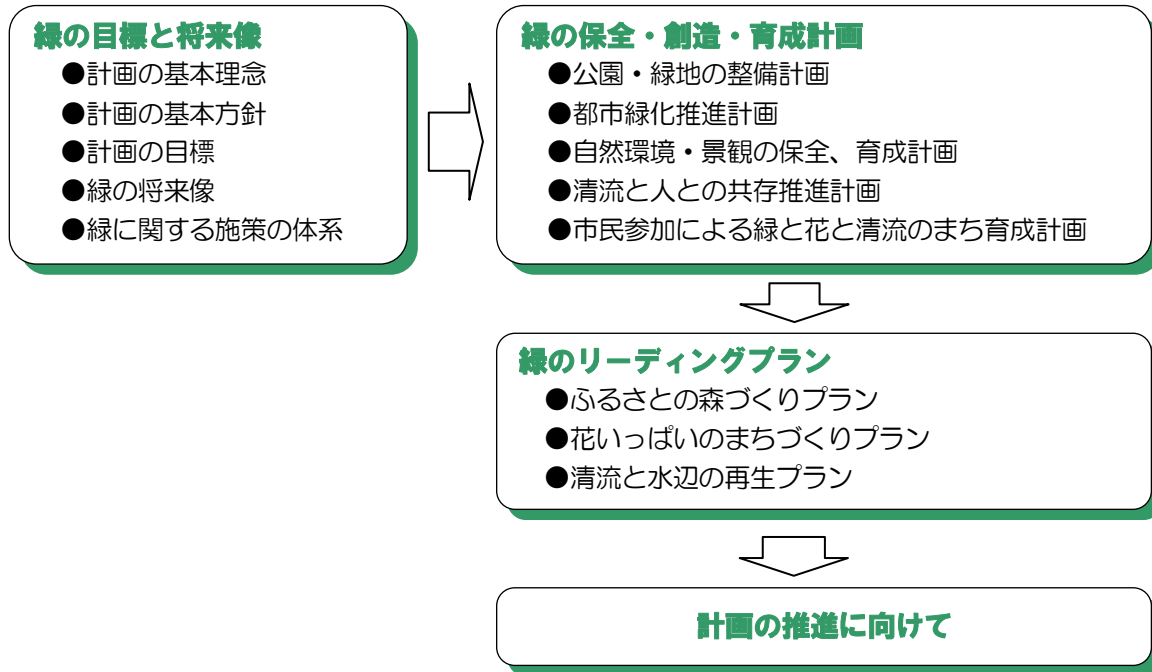 緑の目標と将来像
●計画の基本理念
●計画の基本方針
●計画の目標
●緑の将来像
●緑に関する施策の体系
緑の保全・創造・育成計画
●公園・緑地の整備計画
●都市緑化推進計画
●自然環境・景観の保全、育成計画
●清流と人との共存推進計画
●市民参加による緑と花と清流のまち育成計画
緑のリーディングプラン
●ふるさとの森づくりプラン
●花いっぱいのまちづくりプラン
●清流と水辺の再生プラン
計画の推進に向けて